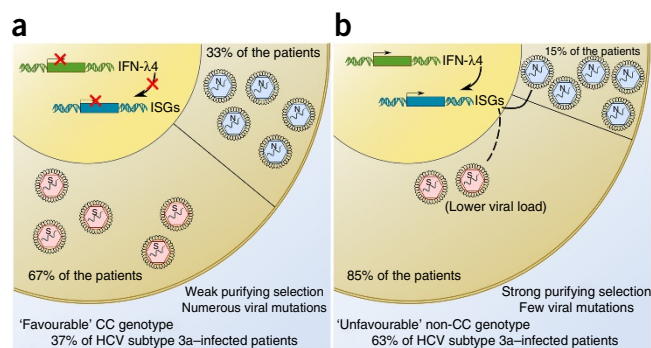 a
IFN-λ4
ISGs
33% of the patients
N
N
N
N
N
S
S
S
S
S
67% of the patients
Weak purifying selection
Numerous viral mutations
'Favourable' CC genotype
37% of HCV subtype 3a–infected patients
b
IFN-λ4
ISGs
15% of the patients
N
N
N
N
N
S
S
(Lower viral load)
85% of the patients
Strong purifying selection
Few viral mutations
'Unfavourable' non-CC genotype
63% of HCV subtype 3a–infected patients